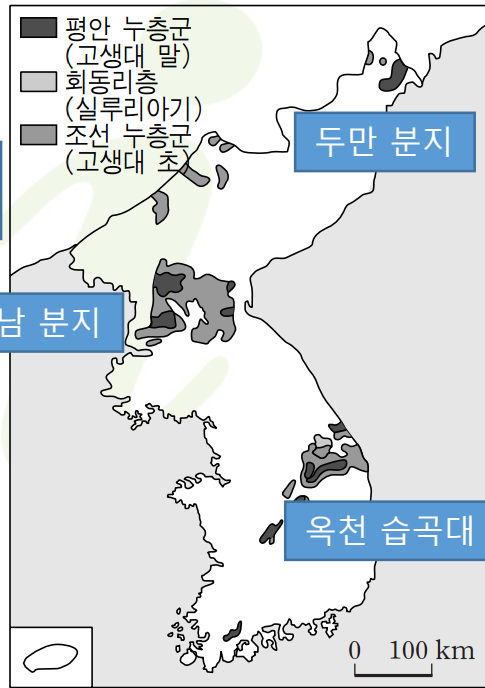 평안 누층군
(고생대 말)
회동리층
(실루리아기)
조선 누층군
(고생대 초)
두만 분지
남 분지
옥천 습곡대
0 100 km